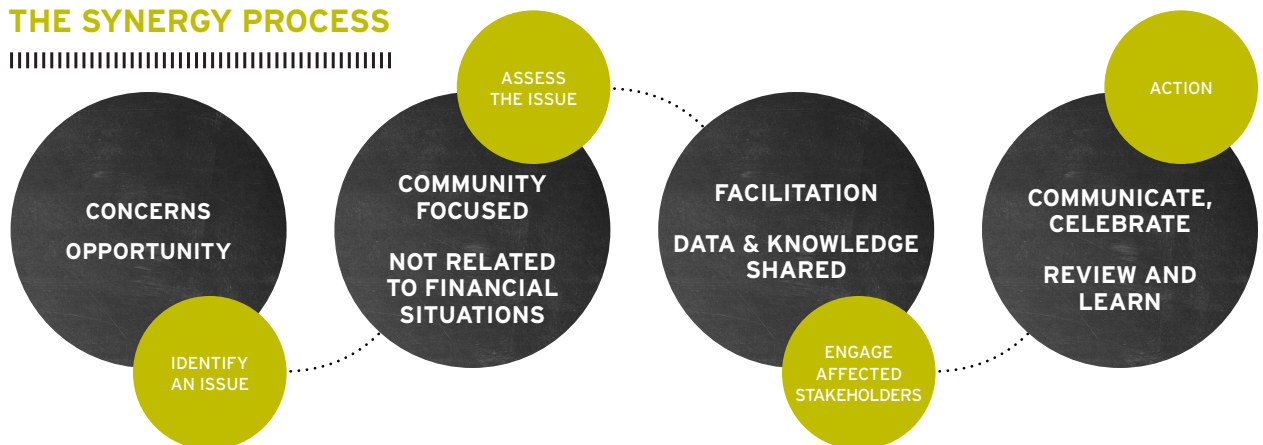 THE SYNERGY PROCESS
CONCERNS
OPPORTUNITY
IDENTIFY
AN ISSUE
ASSESS
THE ISSUE
COMMUNITY
FOCUSED
NOT RELATED
TO FINANCIAL
SITUATIONS
FACILITATION
DATA & KNOWLEDGE
SHARED
ENGAGE
AFFECTED
STAKEHOLDERS
ACTION
COMMUNICATE,
CELEBRATE
REVIEW AND
LEARN